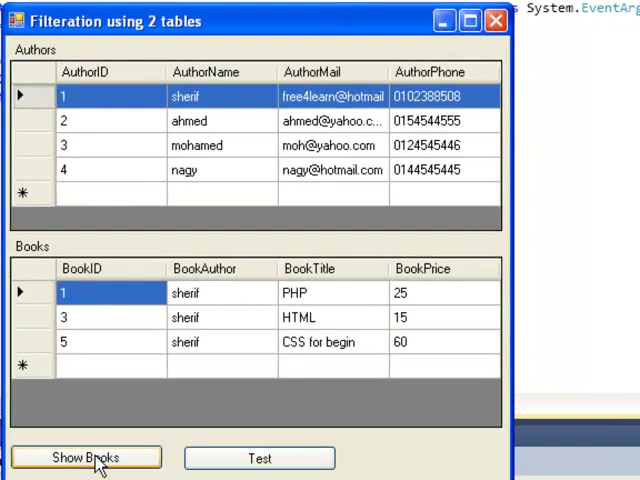 Filteration using 2 tables
System.EventArg
Authors
AuthorID AuthorName AuthorMail AuthorPhone
1 sherif free4learn@hotmail 0102388508
2 ahmed ahmed@yahoo.c... 0154544555
3 mohamed moh@yahoo.com 0124545446
4 nagy nagy@hotmail.com 0144545445
Books
BookID BookAuthor BookTitle BookPrice
1 sherif PHP 25
3 sherif HTML 15
5 sherif CSS for begin 60
Show Books Test